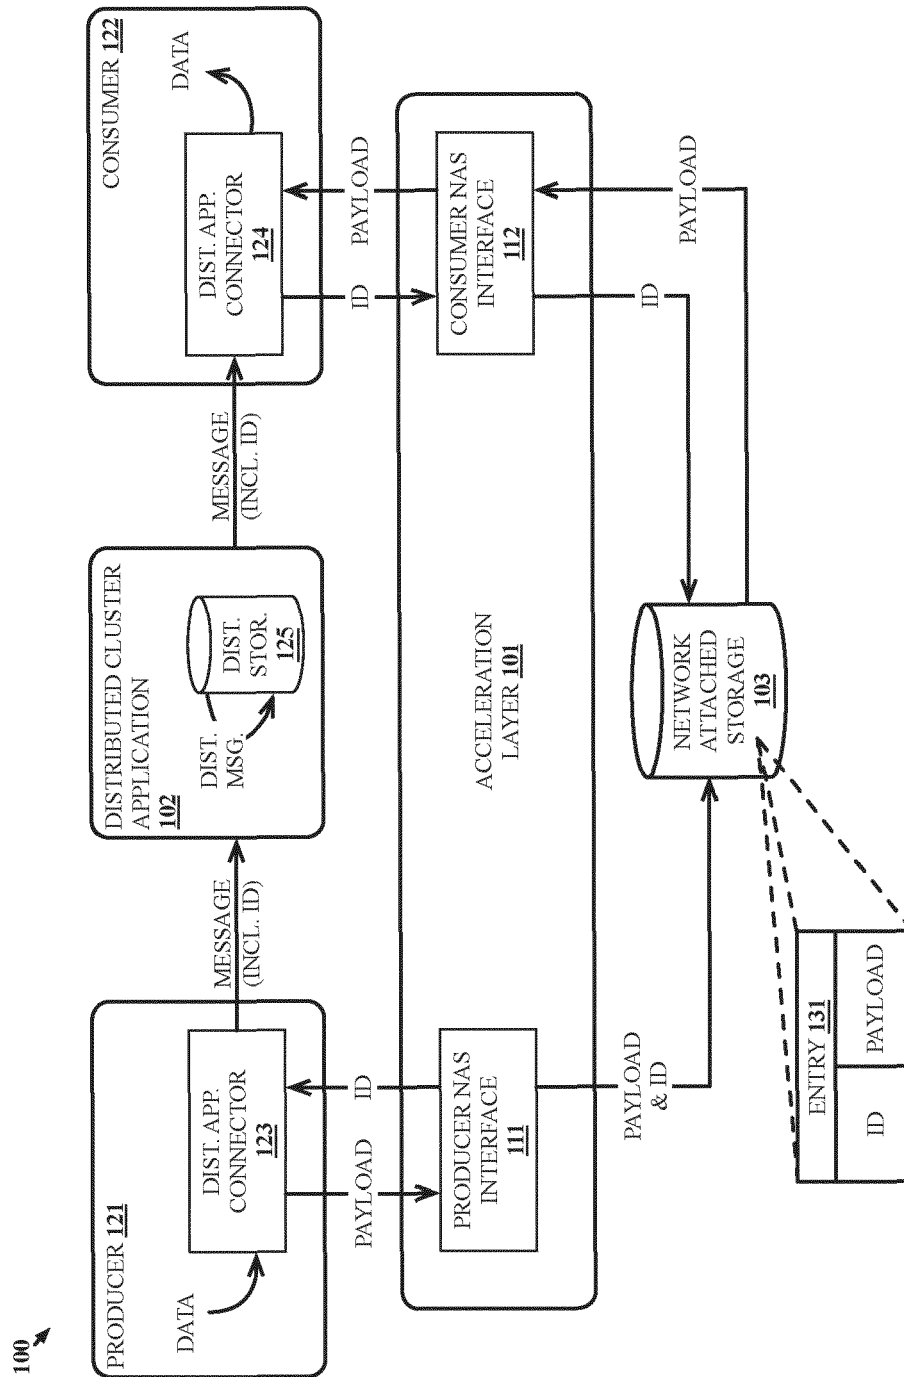 100
PRODUCER 121
DATA
DIST. APP.
CONNECTOR
123
MESSAGE
(INCL. ID)
DISTRIBUTED CLUSTER
APPLICATION
102
DIST.
MSG.
DIST.
STOR.
125
MESSAGE
(INCL. ID)
CONSUMER 122
DIST. APP.
CONNECTOR
124
DATA
PAYLOAD
ID
ID
PAYLOAD
PRODUCER NAS
INTERFACE
111
ACCELERATION
LAYER 101
CONSUMER NAS
INTERFACE
112
PAYLOAD
& ID
ID
PAYLOAD
NETWORK
ATTACHED
STORAGE
103
ENTRY 131
ID
PAYLOAD